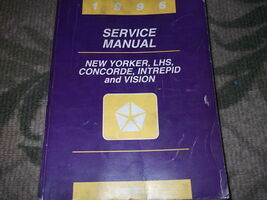 1996
SERVICE
MANUAL
NEW YORKER, LHS,
CONCORDE, INTREPID
and VISION